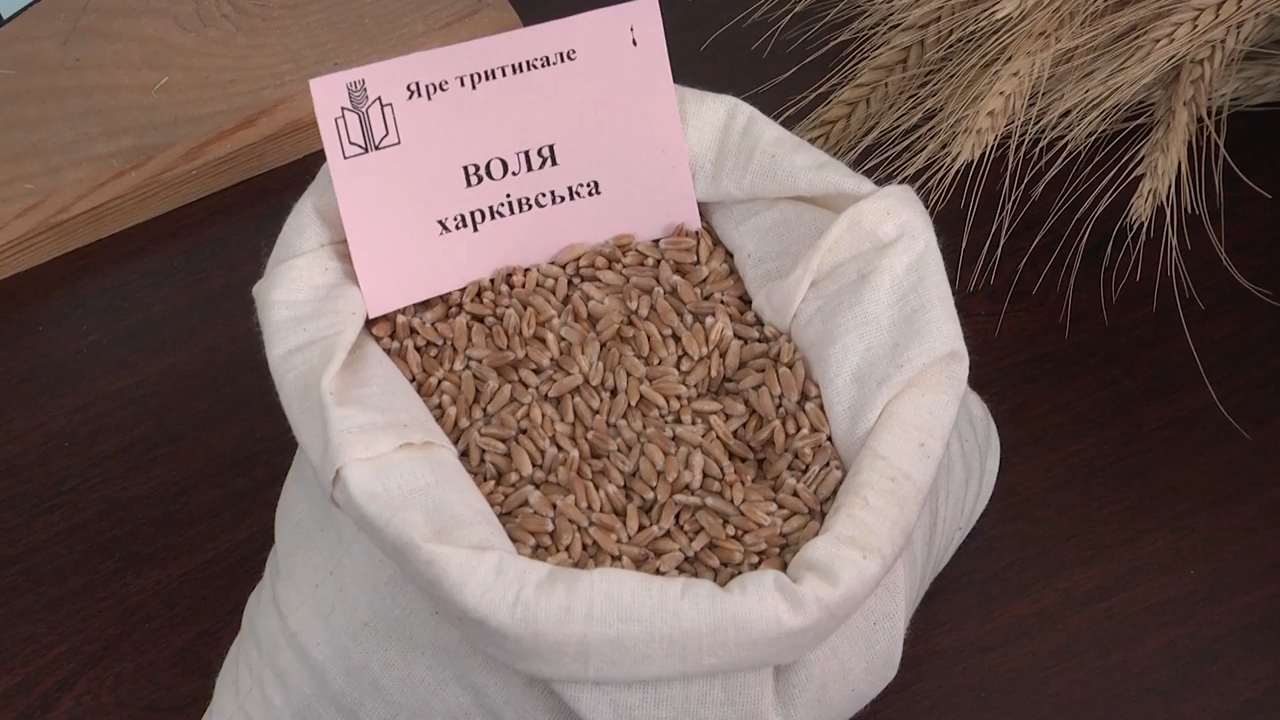 Яре тритикале
ВОЛЯ
харківська